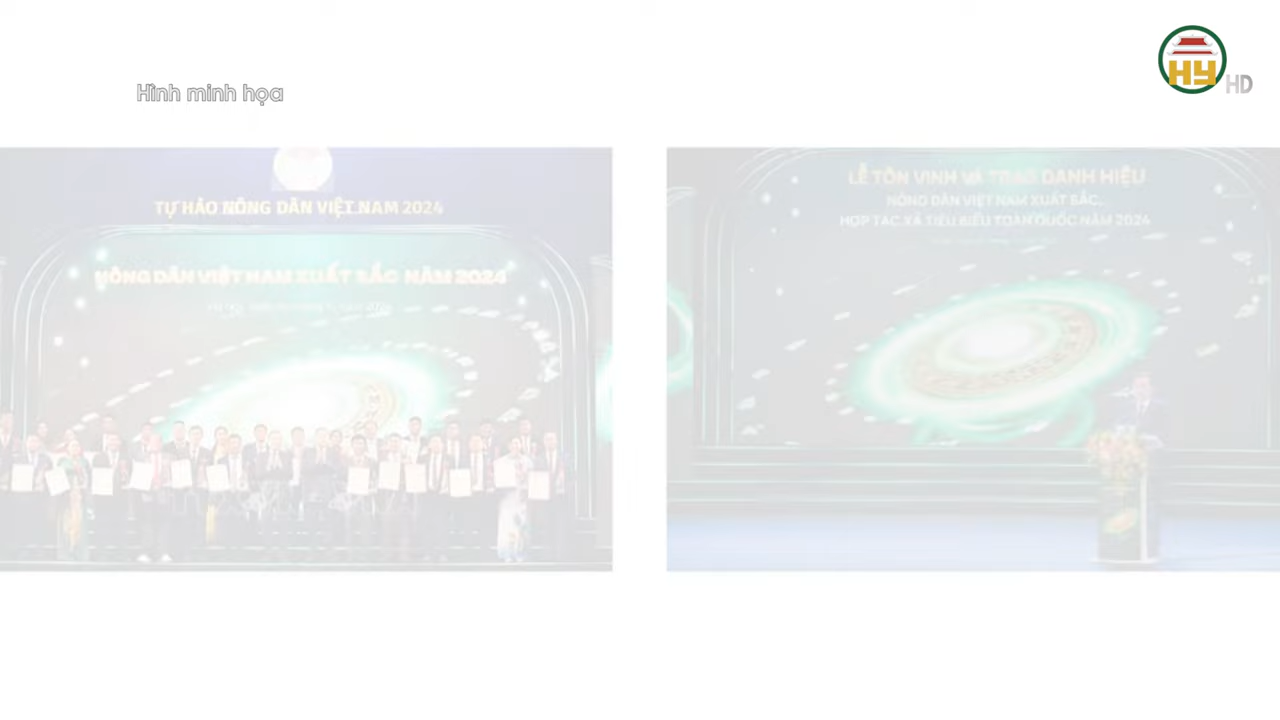 HY HD
Hình minh họa
TỰ HÀO NÔNG DÂN VIỆT NAM 2024
NÔNG DÂN VIỆT NAM XUẤT SẮC NĂM 2024
LỄ TÔN VINH VÀ TRAO DANH HIỆU
NÔNG DÂN VIỆT NAM XUẤT SẮC,
HỢP TÁC XÃ TIÊU BIỂU TOÀN QUỐC NĂM 2024